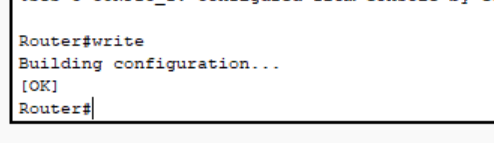 Router#write
Building configuration...
[OK]
Router#